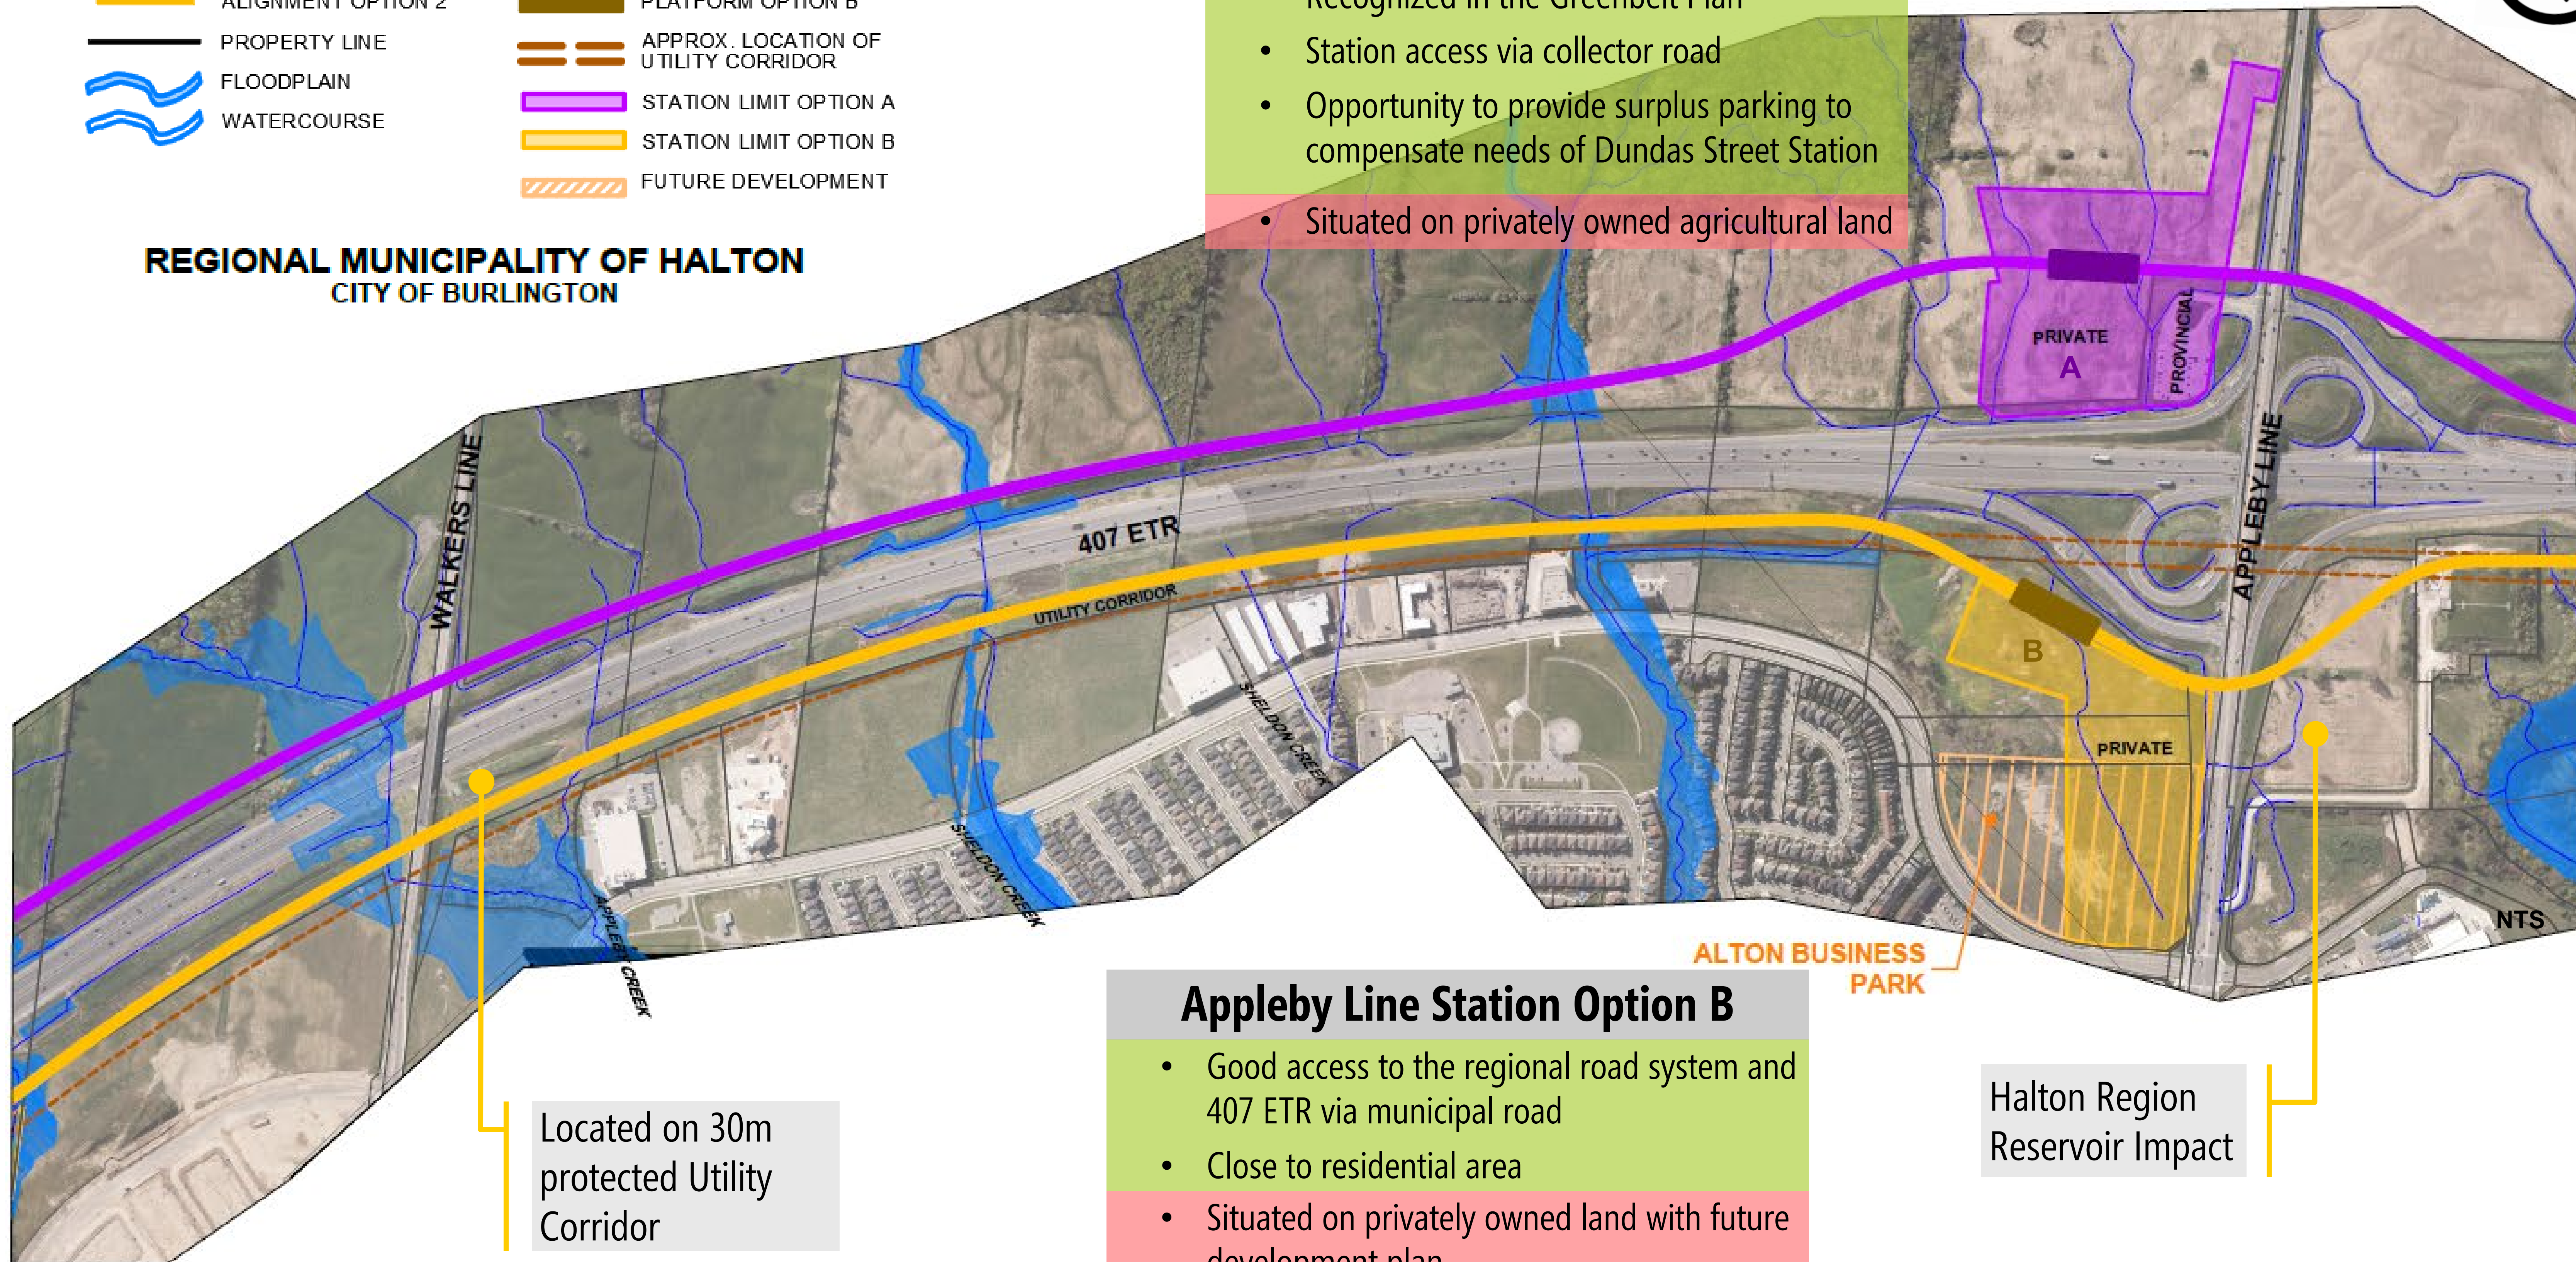 ALIGNMENT OPTION 2
PROPERTY LINE
FLOODPLAIN
WATERCOURSE
PLATFORM OPTION B
APPROX. LOCATION OF
UTILITY CORRIDOR
STATION LIMIT OPTION A
STATION LIMIT OPTION B
FUTURE DEVELOPMENT
REGIONAL MUNICIPALITY OF HALTON
CITY OF BURLINGTON
Recognized in the Greenbelt Plan
• Station access via collector road
• Opportunity to provide surplus parking to
compensate needs of Dundas Street Station
• Situated on privately owned agricultural land
PRIVATE
A
PROVINCIAL
WALKERS LINE
407 ETR
UTILITY CORRIDOR
APPLEBY LINE
B
PRIVATE
SHELDON CREEK
SHELDON CREEK
APPLEBY CREEK
NTS
ALTON BUSINESS
PARK
Located on 30m
protected Utility
Corridor
Appleby Line Station Option B
• Good access to the regional road system and
407 ETR via municipal road
• Close to residential area
• Situated on privately owned land with future
development plan
Halton Region
Reservoir Impact